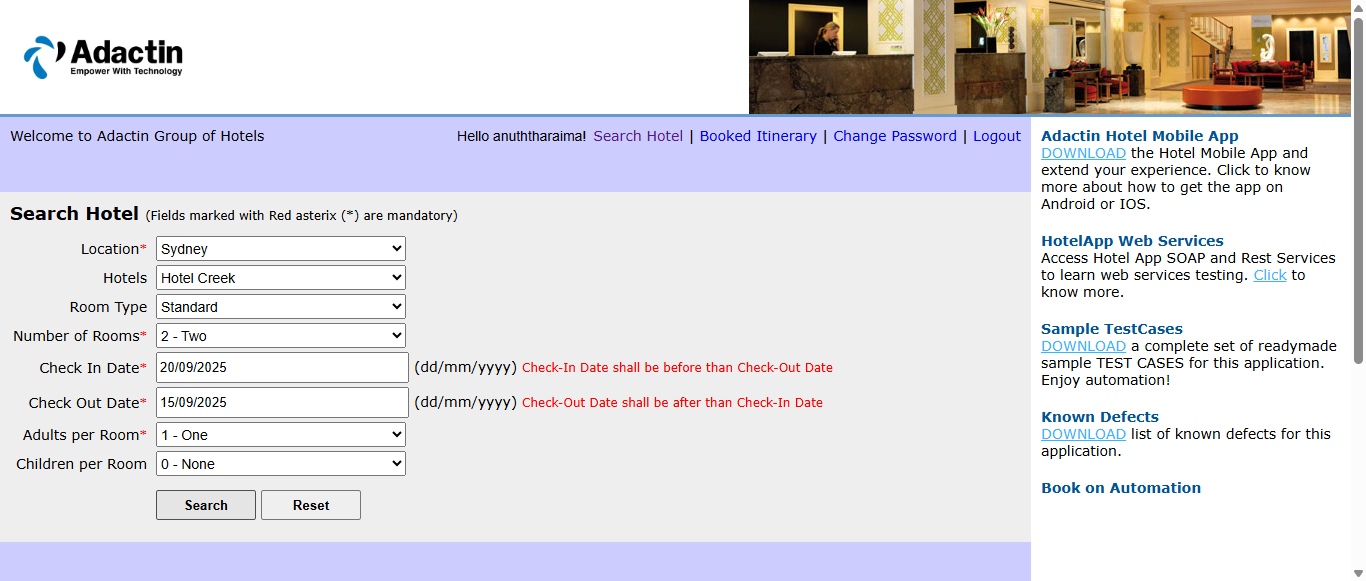 Adactin
Empower With Technology
Welcome to Adactin Group of Hotels
Hello anuththaraima! Search Hotel | Booked Itinerary | Change Password | Logout
Search Hotel (Fields marked with Red asterix (*) are mandatory)
Location* Sydney
Hotels Hotel Creek
Room Type Standard
Number of Rooms* 2 - Two
Check In Date* 20/09/2025 (dd/mm/yyyy) Check-In Date shall be before than Check-Out Date
Check Out Date* 15/09/2025 (dd/mm/yyyy) Check-Out Date shall be after than Check-In Date
Adults per Room* 1 - One
Children per Room 0 - None
Search Reset
Adactin Hotel Mobile App
DOWNLOAD the Hotel Mobile App and
extend your experience. Click to know
more about how to get the app on
Android or IOS.
HotelApp Web Services
Access Hotel App SOAP and Rest Services
to learn web services testing. Click to
know more.
Sample TestCases
DOWNLOAD a complete set of readymade
sample TEST CASES for this application.
Enjoy automation!
Known Defects
DOWNLOAD list of known defects for this
application.
Book on Automation